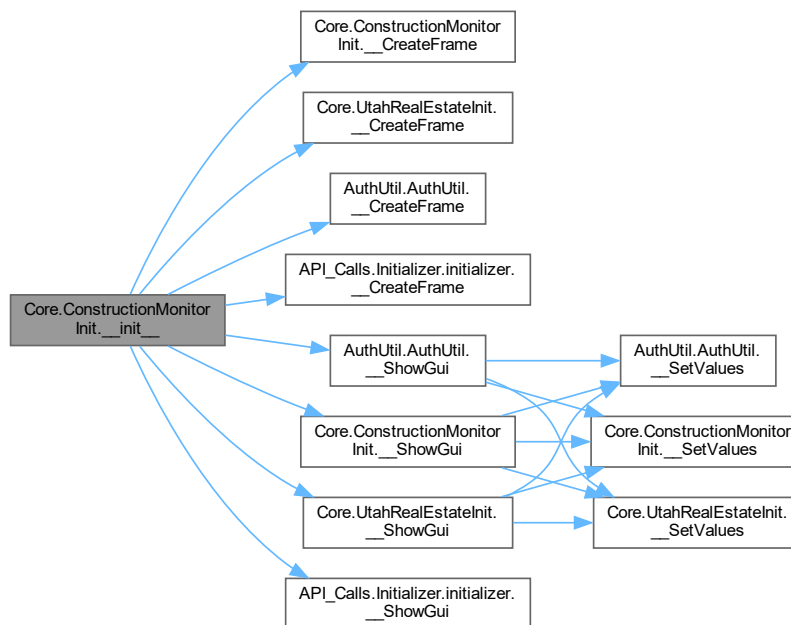 Core.ConstructionMonitor
Init.__CreateFrame
Core.UtahRealEstateInit.
__CreateFrame
AuthUtil.AuthUtil.
__CreateFrame
API_Calls.Initializer.initializer.
__CreateFrame
Core.ConstructionMonitor
Init.__init__
AuthUtil.AuthUtil.
__ShowGui
AuthUtil.AuthUtil.
__SetValues
Core.ConstructionMonitor
Init.__ShowGui
Core.ConstructionMonitor
Init.__SetValues
Core.UtahRealEstateInit.
__ShowGui
Core.UtahRealEstateInit.
__SetValues
API_Calls.Initializer.initializer.
__ShowGui